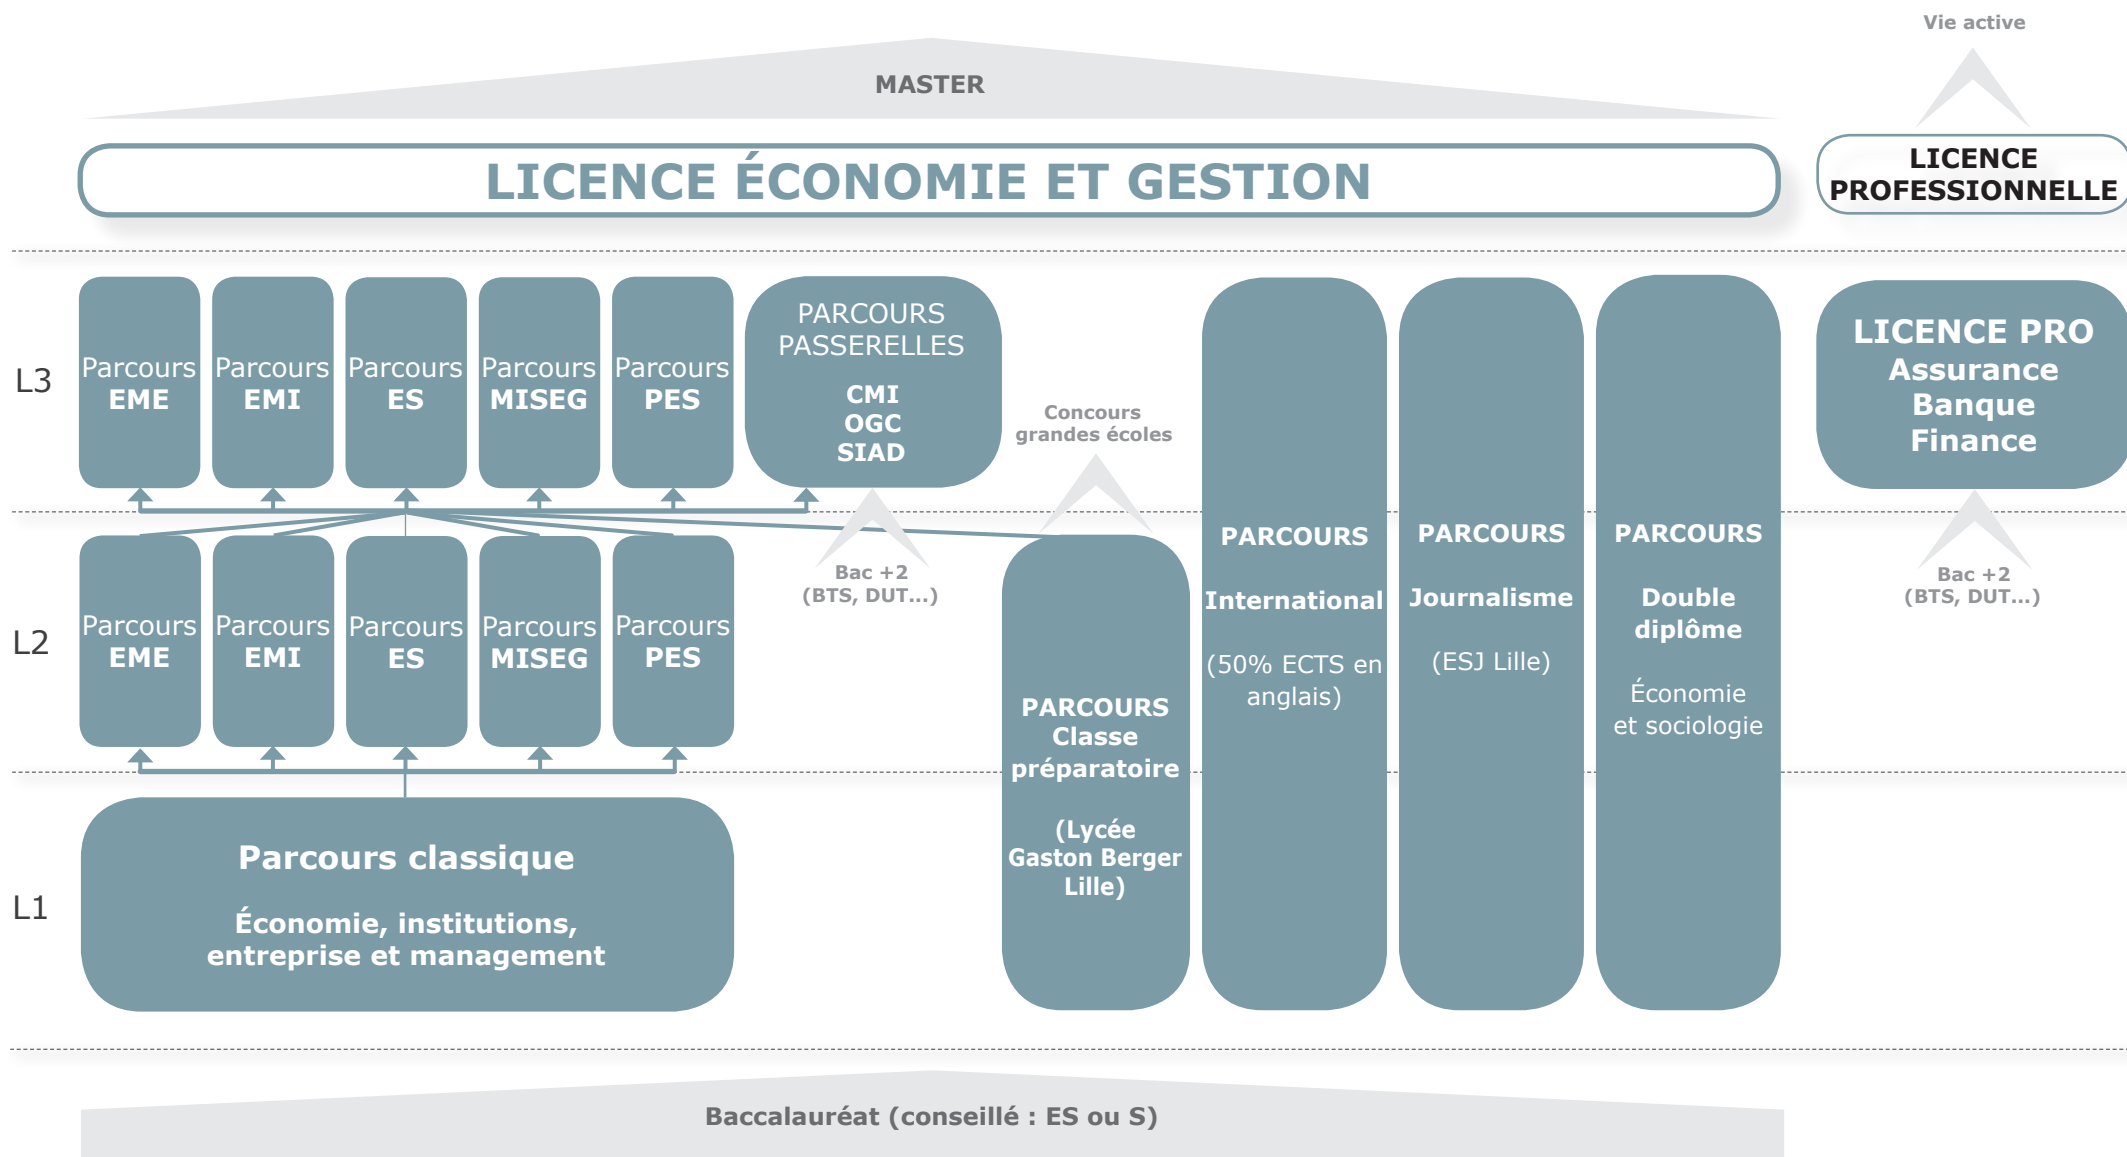 Vie active
MASTER
LICENCE ÉCONOMIE ET GESTION
LICENCE
PROFESSIONNELLE
L3
Parcours
EME
Parcours
EMI
Parcours
ES
Parcours
MISEG
Parcours
PES
PARCOURS
PASSERELLES
CMI
OGC
SIAD
Concours
grandes écoles
LICENCE PRO
Assurance
Banque
Finance
L2
Parcours
EME
Parcours
EMI
Parcours
ES
Parcours
MISEG
Parcours
PES
Bac +2
(BTS, DUT...)
PARCOURS
Classe
préparatoire
(Lycée
Gaston Berger
Lille)
PARCOURS
International
(50% ECTS en
anglais)
PARCOURS
Journalisme
(ESJ Lille)
PARCOURS
Double
diplôme
Économie
et sociologie
Bac +2
(BTS, DUT...)
L1
Parcours classique
Économie, institutions,
entreprise et management
Baccalauréat (conseillé : ES ou S)